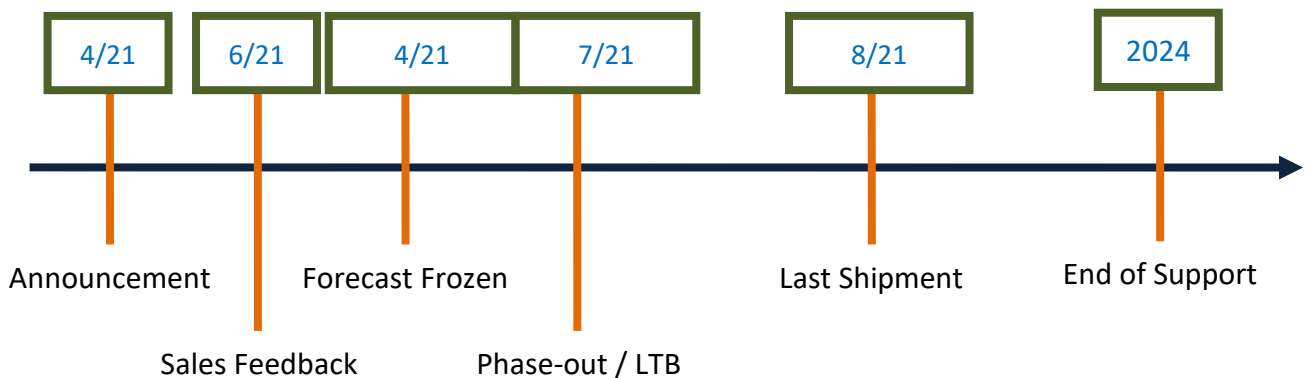 4/21
6/21
4/21
7/21
8/21
2024
Announcement
Forecast Frozen
Last Shipment
End of Support
Sales Feedback
Phase-out / LTB